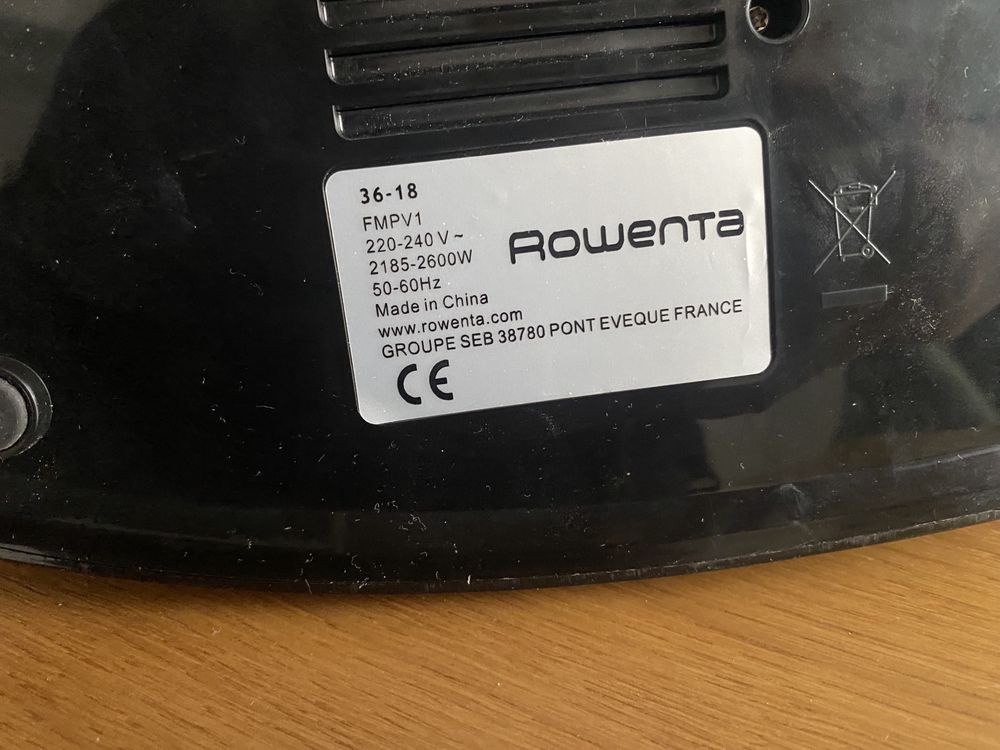 36-18
FMPV1
220-240 V ~
2185-2600W
50-60Hz
Made in China
www.rowenta.com
GROUPE SEB 38780 PONT EVEQUE FRANCE
CE
Rowenta